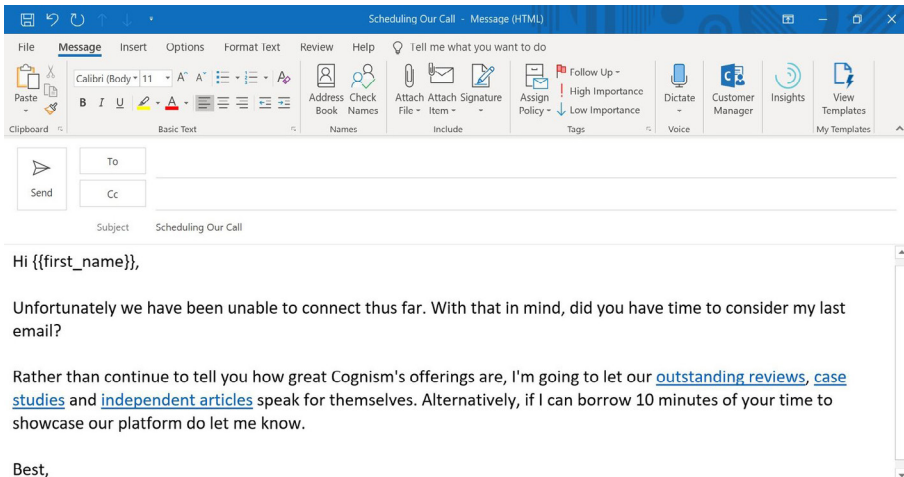 Scheduling Our Call - Message (HTML)
File Message Insert Options Format Text Review Help Tell me what you want to do
Calibri (Body 11 A^ Aˇ
Follow Up
High Importance
Low Importance
B I U A
Paste
Address Book
Check Names
Attach File
Attach Item
Signature
Assign Policy
Dictate
Customer Manager
Insights
View Templates
Clipboard Basic Text Names Include Tags Voice My Templates
To
Send
Cc
Subject Scheduling Our Call
Hi {{first_name}},
Unfortunately we have been unable to connect thus far. With that in mind, did you have time to consider my last
email?
Rather than continue to tell you how great Cognism's offerings are, I'm going to let our outstanding reviews, case
studies and independent articles speak for themselves. Alternatively, if I can borrow 10 minutes of your time to
showcase our platform do let me know.
Best,